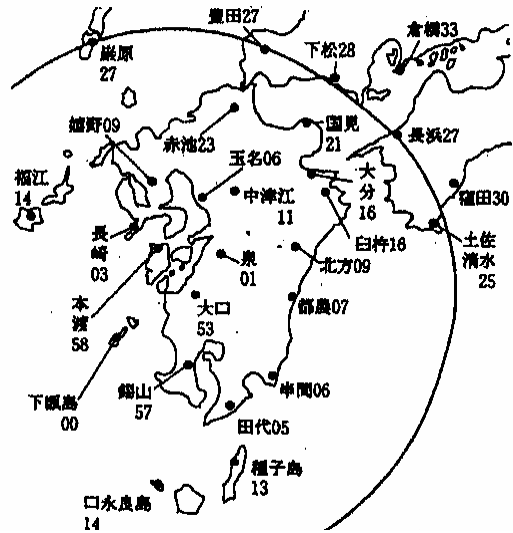 豊田27
倉橋33
下松28
厳原
27
国見
21
長浜27
嬉野09
赤池23
玉名06
大
分
16
福江
14
中津江
11
窪田30
臼杵16
土佐
清水
25
長
崎
03
泉
01
北方09
本
渡
58
大口
53
都農07
下甑島
00
錫山
57
串間06
田代05
種子島
13
口永良島
14